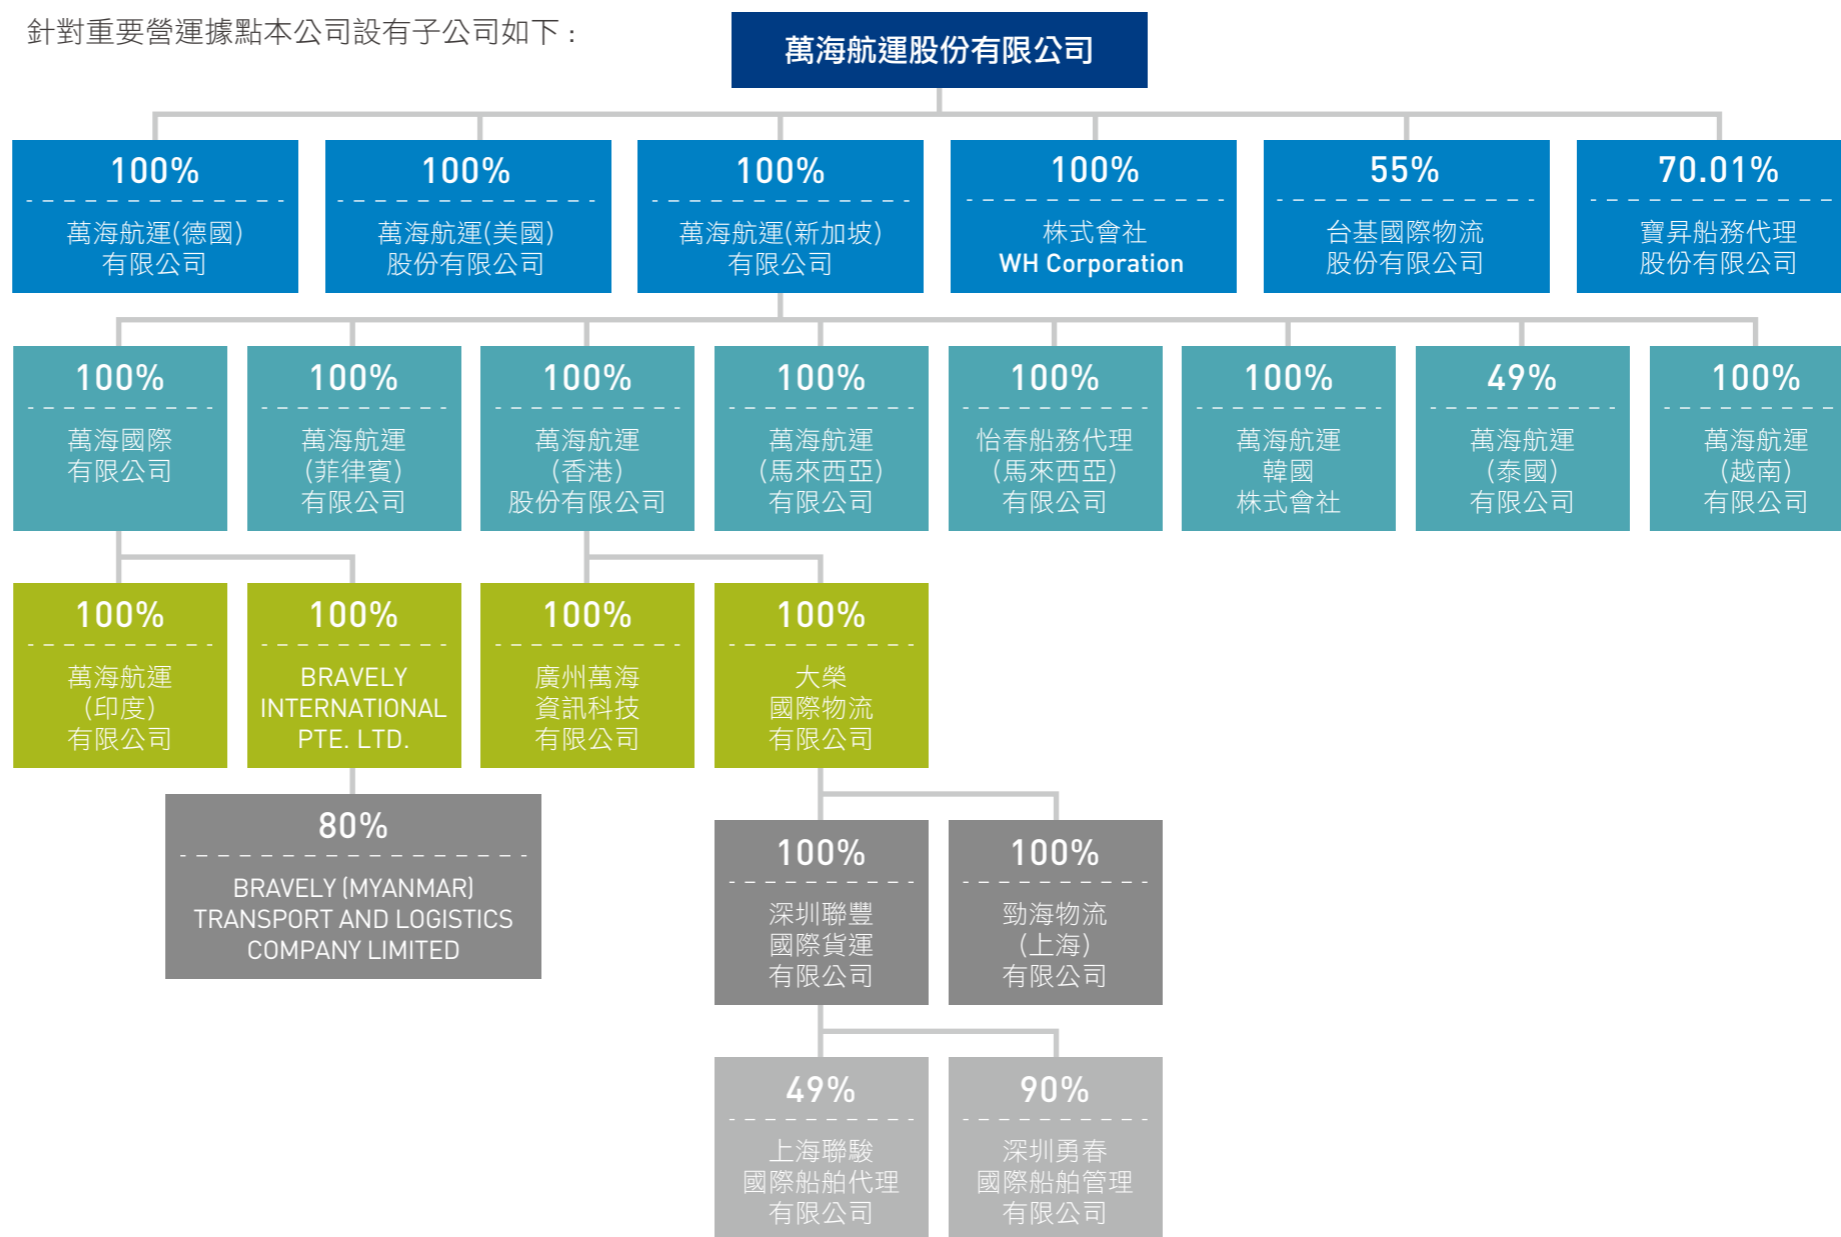 針對重要營運據點本公司設有子公司如下：
萬海航運股份有限公司
100%
萬海航運(德國)
有限公司
100%
萬海航運(美國)
股份有限公司
100%
萬海航運(新加坡)
有限公司
100%
株式會社
WH Corporation
55%
台基國際物流
股份有限公司
70.01%
寶昇船務代理
股份有限公司
100%
萬海國際
有限公司
100%
萬海航運
(菲律賓)
有限公司
100%
萬海航運
(香港)
股份有限公司
100%
萬海航運
(馬來西亞)
有限公司
100%
怡春船務代理
(馬來西亞)
有限公司
100%
萬海航運
韓國
株式會社
49%
萬海航運
(泰國)
有限公司
100%
萬海航運
(越南)
有限公司
100%
萬海航運
(印度)
有限公司
100%
BRAVELY
INTERNATIONAL
PTE. LTD.
100%
廣州萬海
資訊科技
有限公司
100%
大榮
國際物流
有限公司
80%
BRAVELY (MYANMAR)
TRANSPORT AND LOGISTICS
COMPANY LIMITED
100%
深圳聯豐
國際貨運
有限公司
100%
勁海物流
(上海)
有限公司
49%
上海聯駿
國際船舶代理
有限公司
90%
深圳勇春
國際船舶管理
有限公司